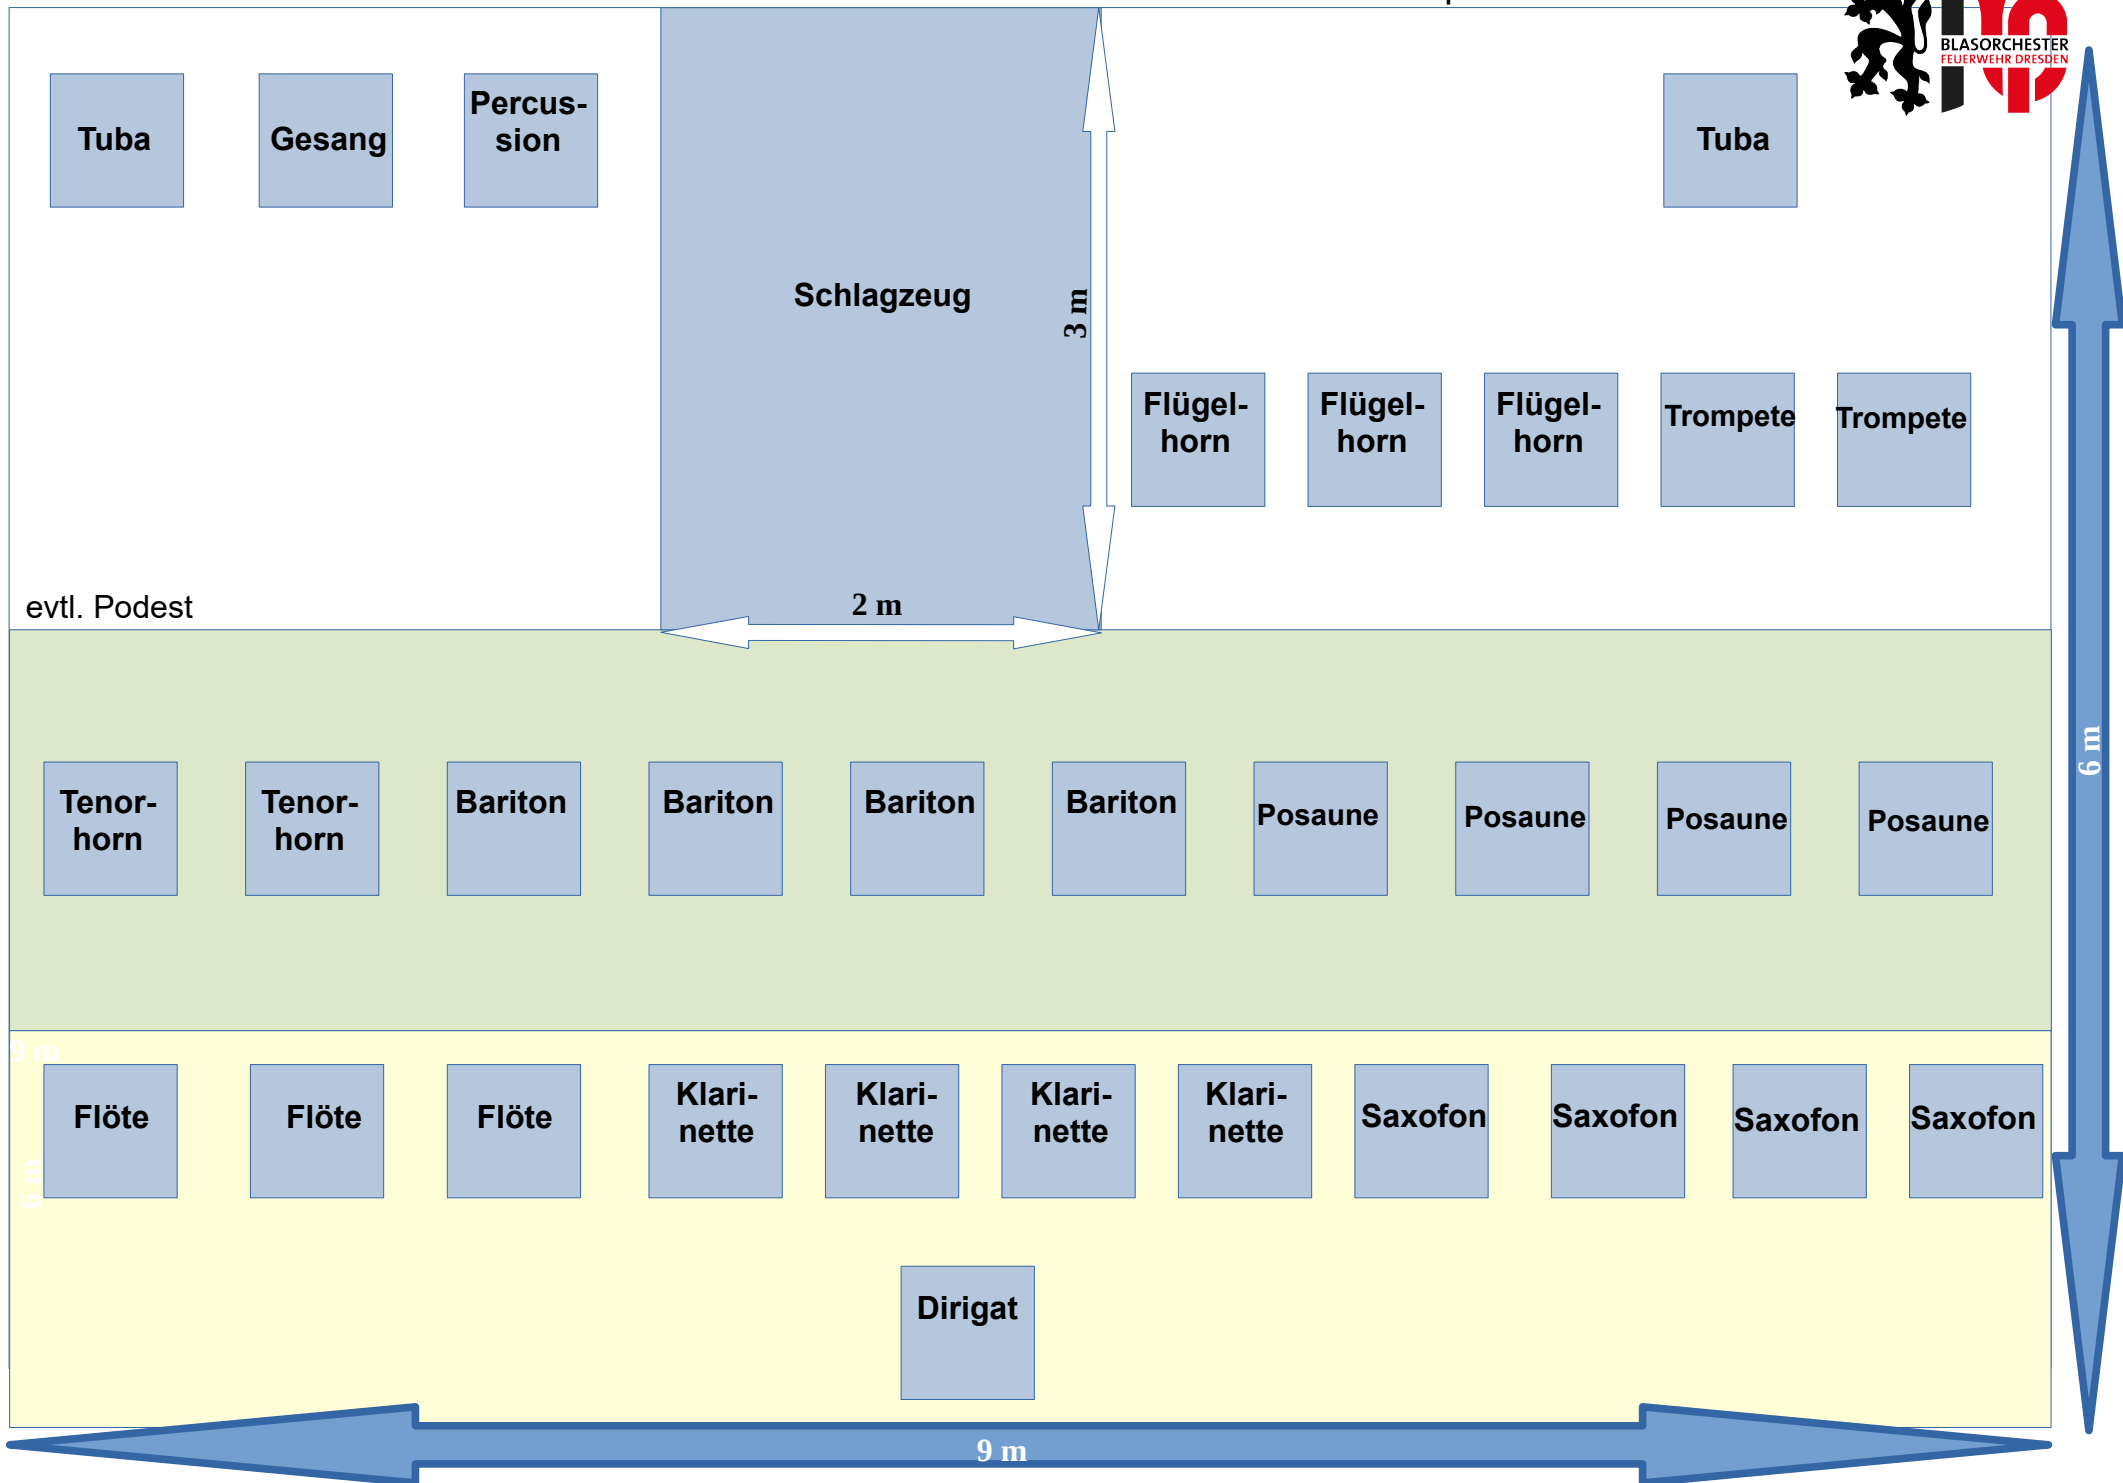 BLASORCHESTER
FEUERWEHR DRESDEN
Tuba
Gesang
Percus-
sion
Tuba
Schlagzeug
3 m
Flügel-
horn
Flügel-
horn
Flügel-
horn
Trompete
Trompete
evtl. Podest
2 m
6 m
Tenor-
horn
Tenor-
horn
Bariton
Bariton
Bariton
Bariton
Posaune
Posaune
Posaune
Posaune
9 m
6 m
Flöte
Flöte
Flöte
Klari-
nette
Klari-
nette
Klari-
nette
Klari-
nette
Saxofon
Saxofon
Saxofon
Saxofon
Dirigat
9 m